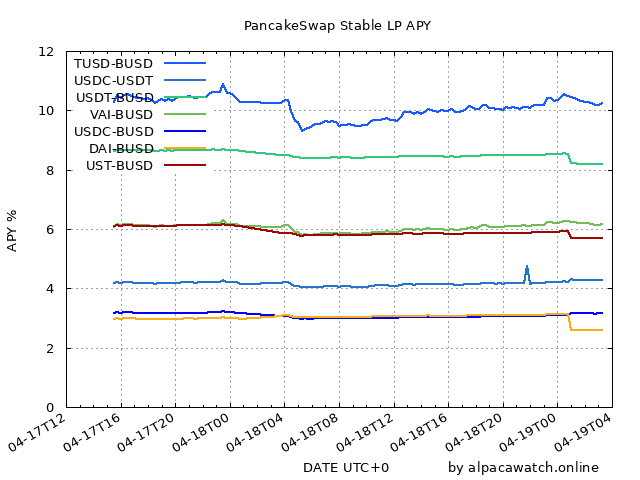 PancakeSwap Stable LP APY
12
10
8
6
4
2
0
APY %
TUSD-BUSD
USDC-USDT
USDT-BUSD
VAI-BUSD
USDC-BUSD
DAI-BUSD
UST-BUSD
04-17T12
04-17T16
04-17T20
04-18T00
04-18T04
04-18T08
04-18T12
04-18T16
04-18T20
04-19T00
04-19T04
DATE UTC+0
by alpacawatch.online